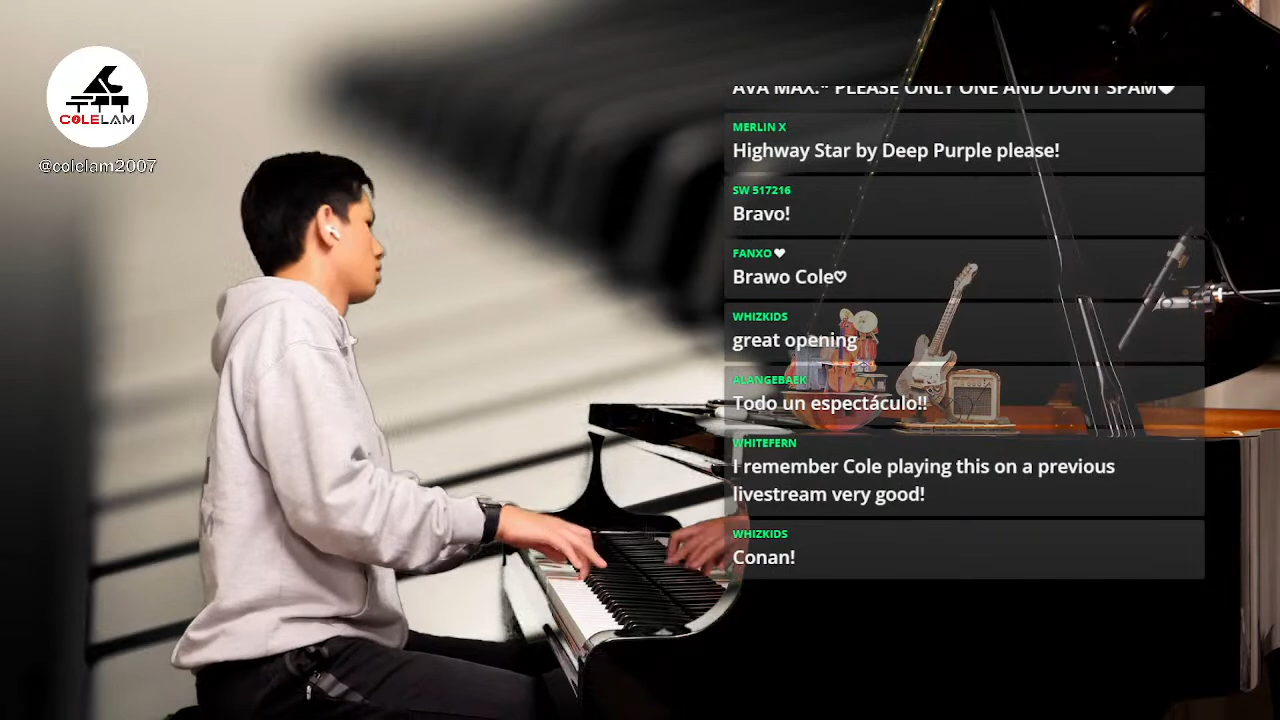 COLELAM
@colelam2007
AVA MAX." PLEASE ONLY ONE AND DONT SPAM🤍
MERLIN X
Highway Star by Deep Purple please!
SW 517216
Bravo!
FANXO🤍
Brawo Cole♡
WHIZKIDS
great opening
ALANGEBAEK
Todo un espectáculo!!
WHITEFERN
I remember Cole playing this on a previous
livestream very good!
WHIZKIDS
Conan!